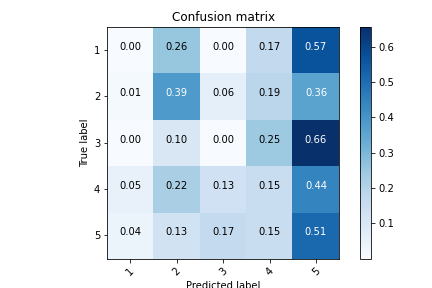 Confusion matrix
1 0.00 0.26 0.00 0.17 0.57
2 0.01 0.39 0.06 0.19 0.36
3 0.00 0.10 0.00 0.25 0.66
4 0.05 0.22 0.13 0.15 0.44
5 0.04 0.13 0.17 0.15 0.51
1 2 3 4 5
True label
Predicted label
0.6
0.5
0.4
0.3
0.2
0.1